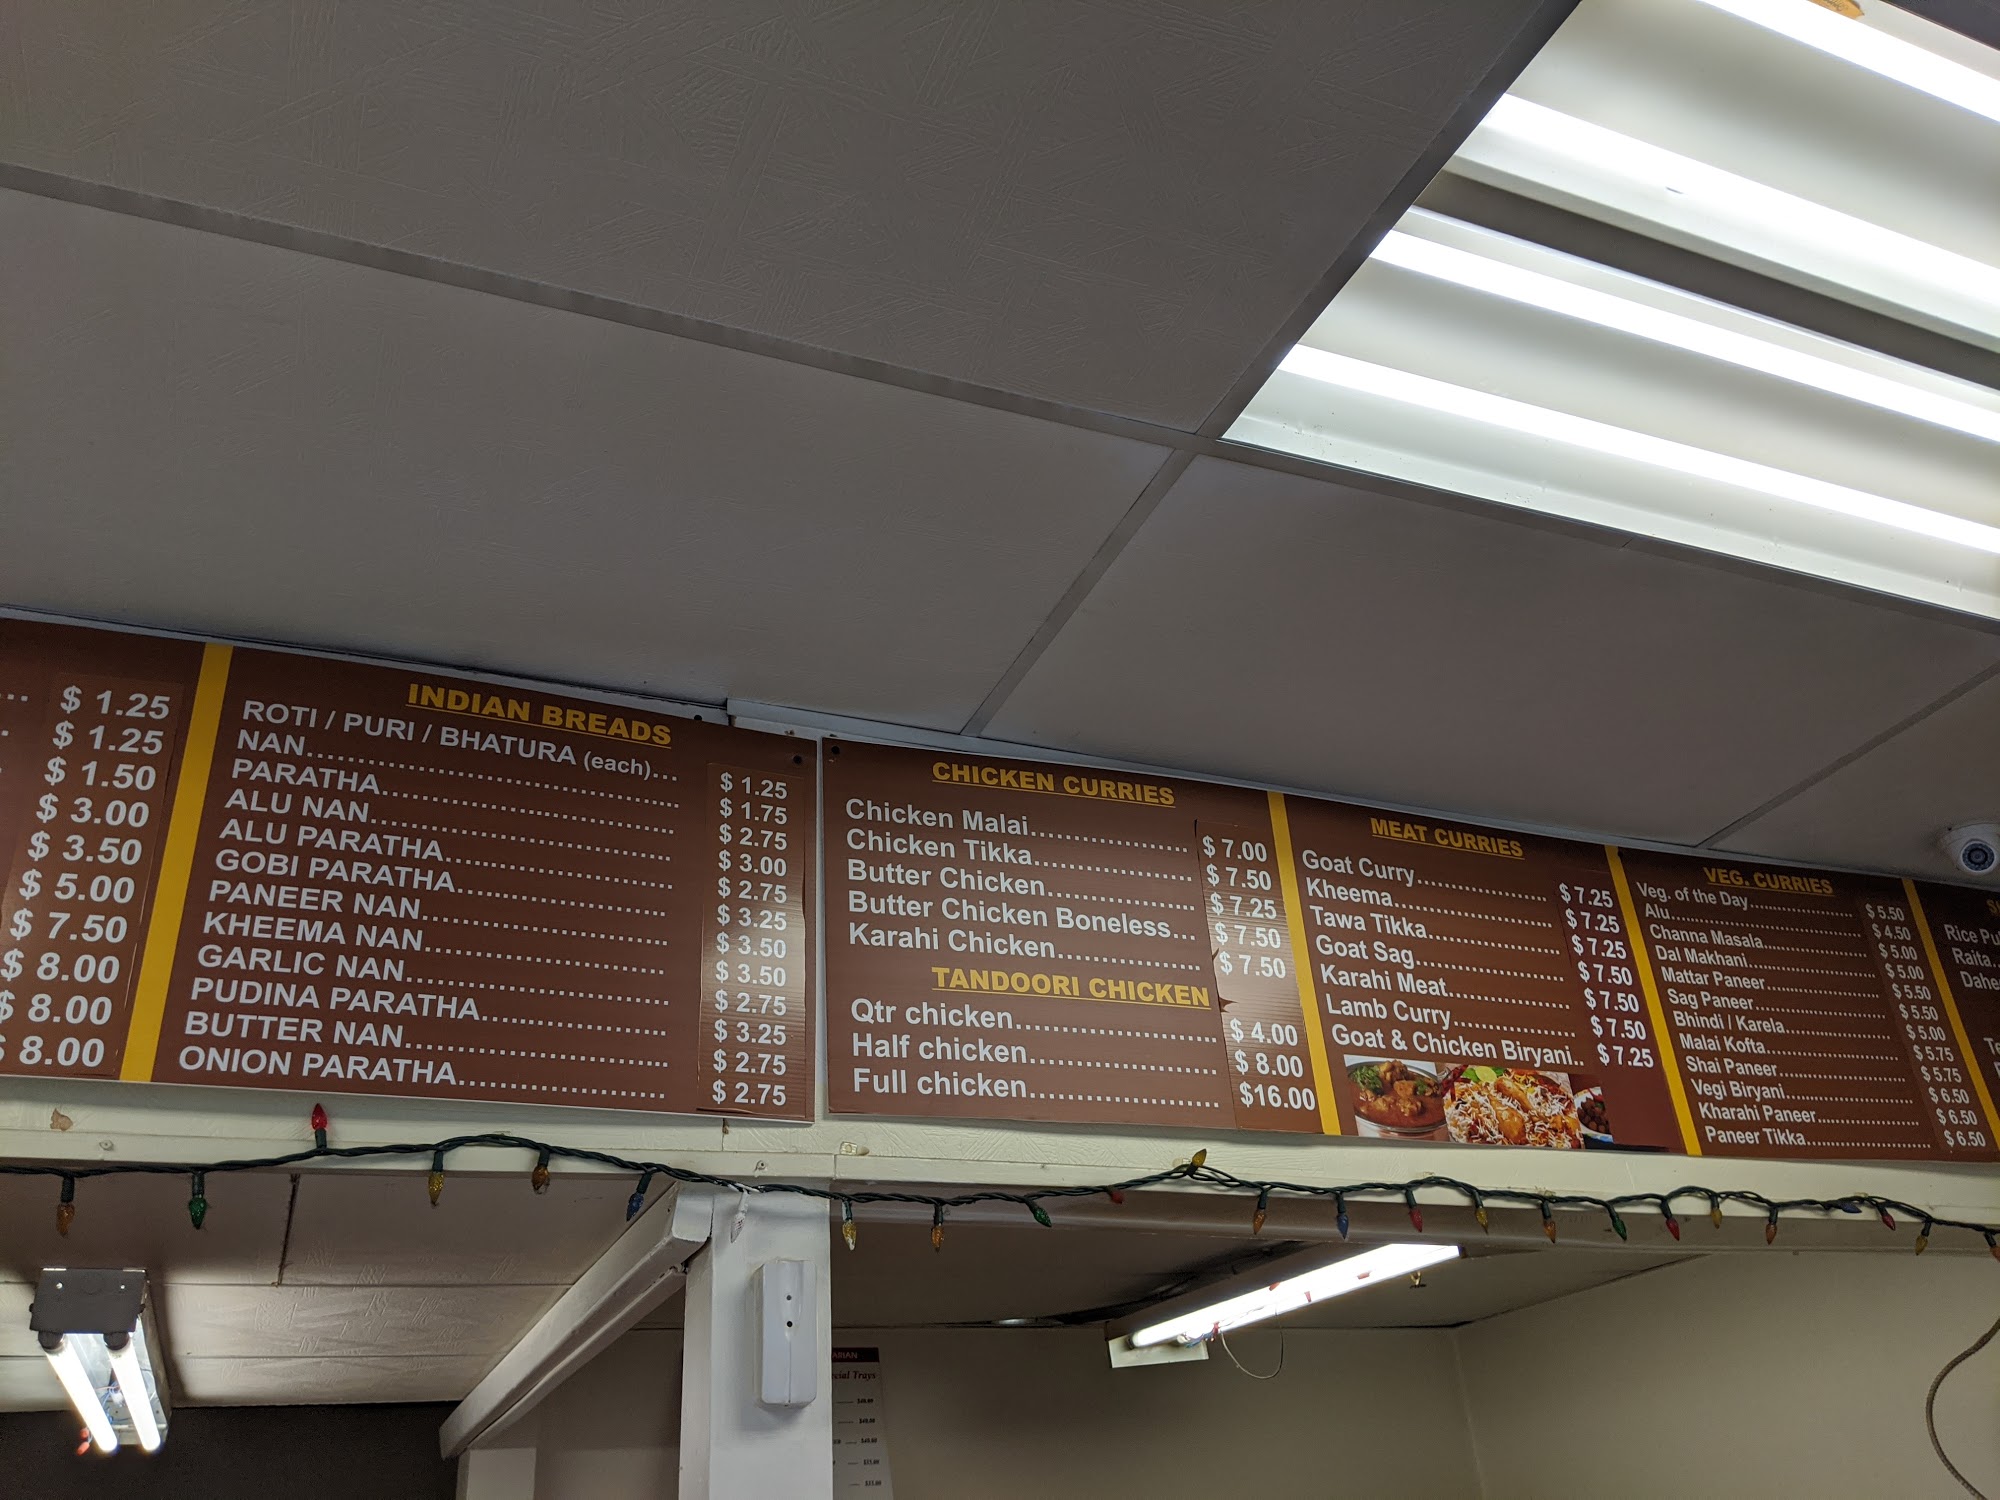 $ 1.25
$ 1.25
$ 1.50
$ 3.00
$ 3.50
$ 5.00
$ 7.50
$ 8.00
$ 8.00
$ 8.00
INDIAN BREADS
ROTI / PURI / BHATURA (each)... $ 1.25
NAN........ $ 1.75
PARATHA........ $ 2.75
ALU NAN........ $ 3.00
ALU PARATHA........ $ 2.75
GOBI PARATHA........ $ 3.25
PANEER NAN........ $ 3.50
KHEEMA NAN........ $ 3.50
GARLIC NAN........ $ 2.75
PUDINA PARATHA........ $ 3.25
BUTTER NAN........ $ 2.75
ONION PARATHA........ $ 2.75
CHICKEN CURRIES
Chicken Malai........ $ 7.00
Chicken Tikka........ $ 7.50
Butter Chicken........ $ 7.25
Butter Chicken Boneless... $ 7.50
Karahi Chicken........ $ 7.50
TANDOORI CHICKEN
Qtr chicken........ $ 4.00
Half chicken........ $ 8.00
Full chicken........ $16.00
MEAT CURRIES
Goat Curry........ $ 7.25
Kheema........ $ 7.25
Tawa Tikka........ $ 7.25
Goat Sag........ $ 7.50
Karahi Meat........ $ 7.50
Lamb Curry........ $ 7.50
Goat & Chicken Biryani.. $ 7.25
VEG. CURRIES
Veg. of the Day........ $ 5.50
Alu........ $ 4.50
Channa Masala........ $ 5.00
Dal Makhani........ $ 5.00
Mattar Paneer........ $ 5.50
Sag Paneer........ $ 5.50
Bhindi / Karela........ $ 5.00
Malai Kofta........ $ 5.75
Shai Paneer........ $ 5.75
Vegi Biryani........ $ 6.50
Kharahi Paneer........ $ 6.50
Paneer Tikka........ $ 6.50
Rice
Raita..
Trays